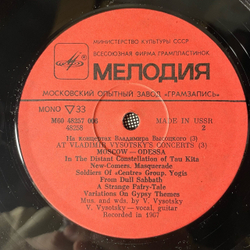 МИНИСТЕРСТВО КУЛЬТУРЫ СССР
ВСЕСОЮЗНАЯ ФИРМА ГРАМПЛАСТИНОК
МЕЛОДИЯ
МОСКОВСКИЙ ОПЫТНЫЙ ЗАВОД «ГРАМЗАПИСЬ»
MONO ▽33
M60 48257 006 MADE IN USSR
48258 2
На концертах Владимира Высоцкого (3)
AT VLADIMIR VYSOTSKY'S CONCERTS (3)
MOSCOW—ODESSA
In The Distant Constellation of Tau Kita
New-Comers, Masquerade
Soldiers Of «Centre» Group, Yogis
From Dull Sabbath
A Strange Fairy-Tale
Variations On Gypsy Themes
Mus. and wds. by V. Vysotsky
V. Vysotsky—vocal, guitar
Recorded in 1967